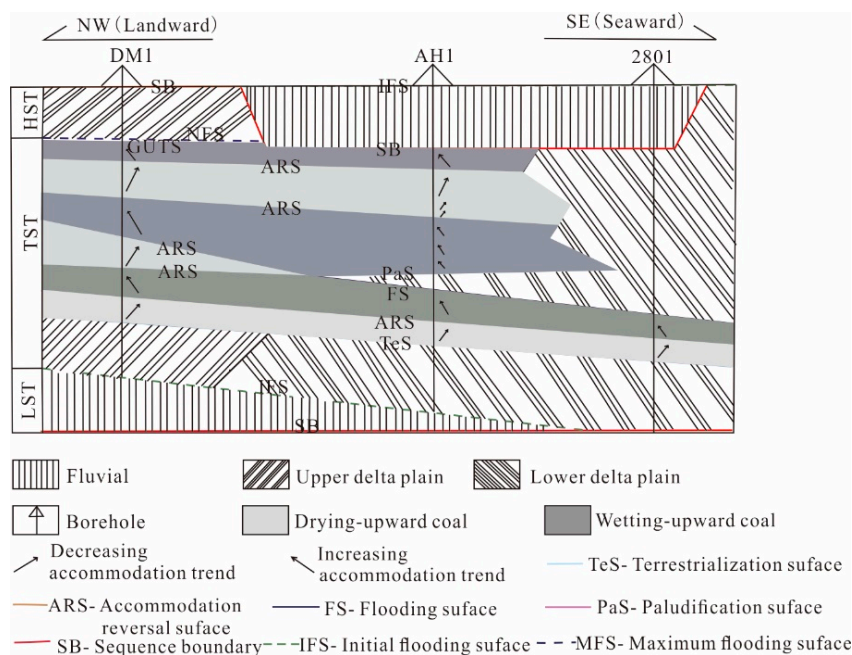 NW (Landward)
SE (Seaward)
DM1
AH1
2801
HST
SB
IFS
NFS
GUTS
SB
ARS
TST
ARS
ARS
ARS
PaS
FS
ARS
TeS
LST
IFS
SB
Fluvial
Upper delta plain
Lower delta plain
Borehole
Drying-upward coal
Wetting-upward coal
Decreasing
accommodation trend
Increasing
accommodation trend
TeS- Terrestrialization suface
ARS- Accommodation
reversal suface
FS- Flooding suface
PaS- Paludification suface
SB- Sequence boundary
IFS- Initial flooding suface
MFS- Maximum flooding suface